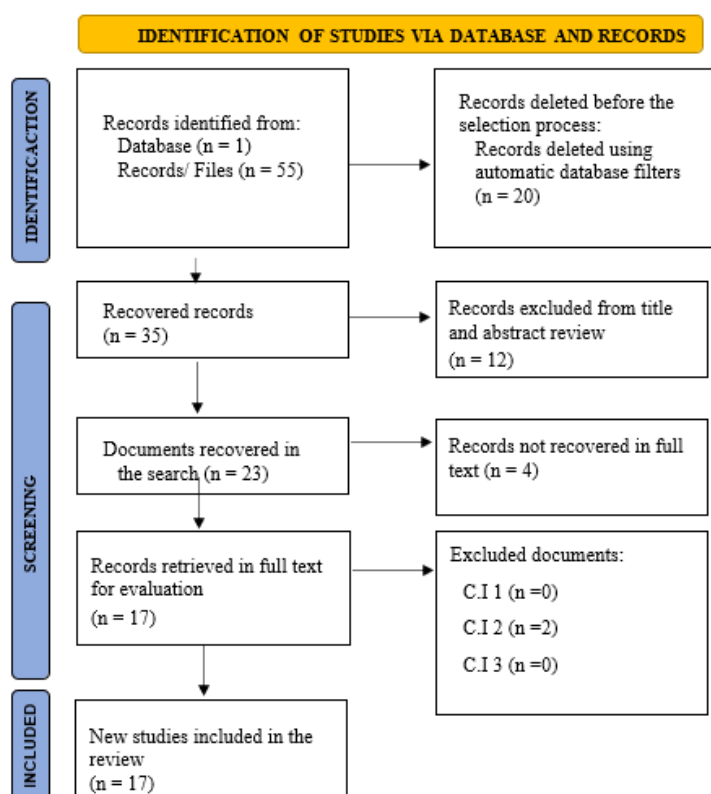 IDENTIFICATION OF STUDIES VIA DATABASE AND RECORDS
IDENTIFICACTION
Records identified from:
Database (n = 1)
Records/ Files (n = 55)
Records deleted before the
selection process:
Records deleted using
automatic database filters
(n = 20)
SCREENING
Recovered records
(n = 35)
Records excluded from title
and abstract review
(n = 12)
Documents recovered in
the search (n = 23)
Records not recovered in full
text (n = 4)
Records retrieved in full text
for evaluation
(n = 17)
Excluded documents:
C.I 1 (n =0)
C.I 2 (n =2)
C.I 3 (n =0)
INCLUDED
New studies included in the
review
(n = 17)